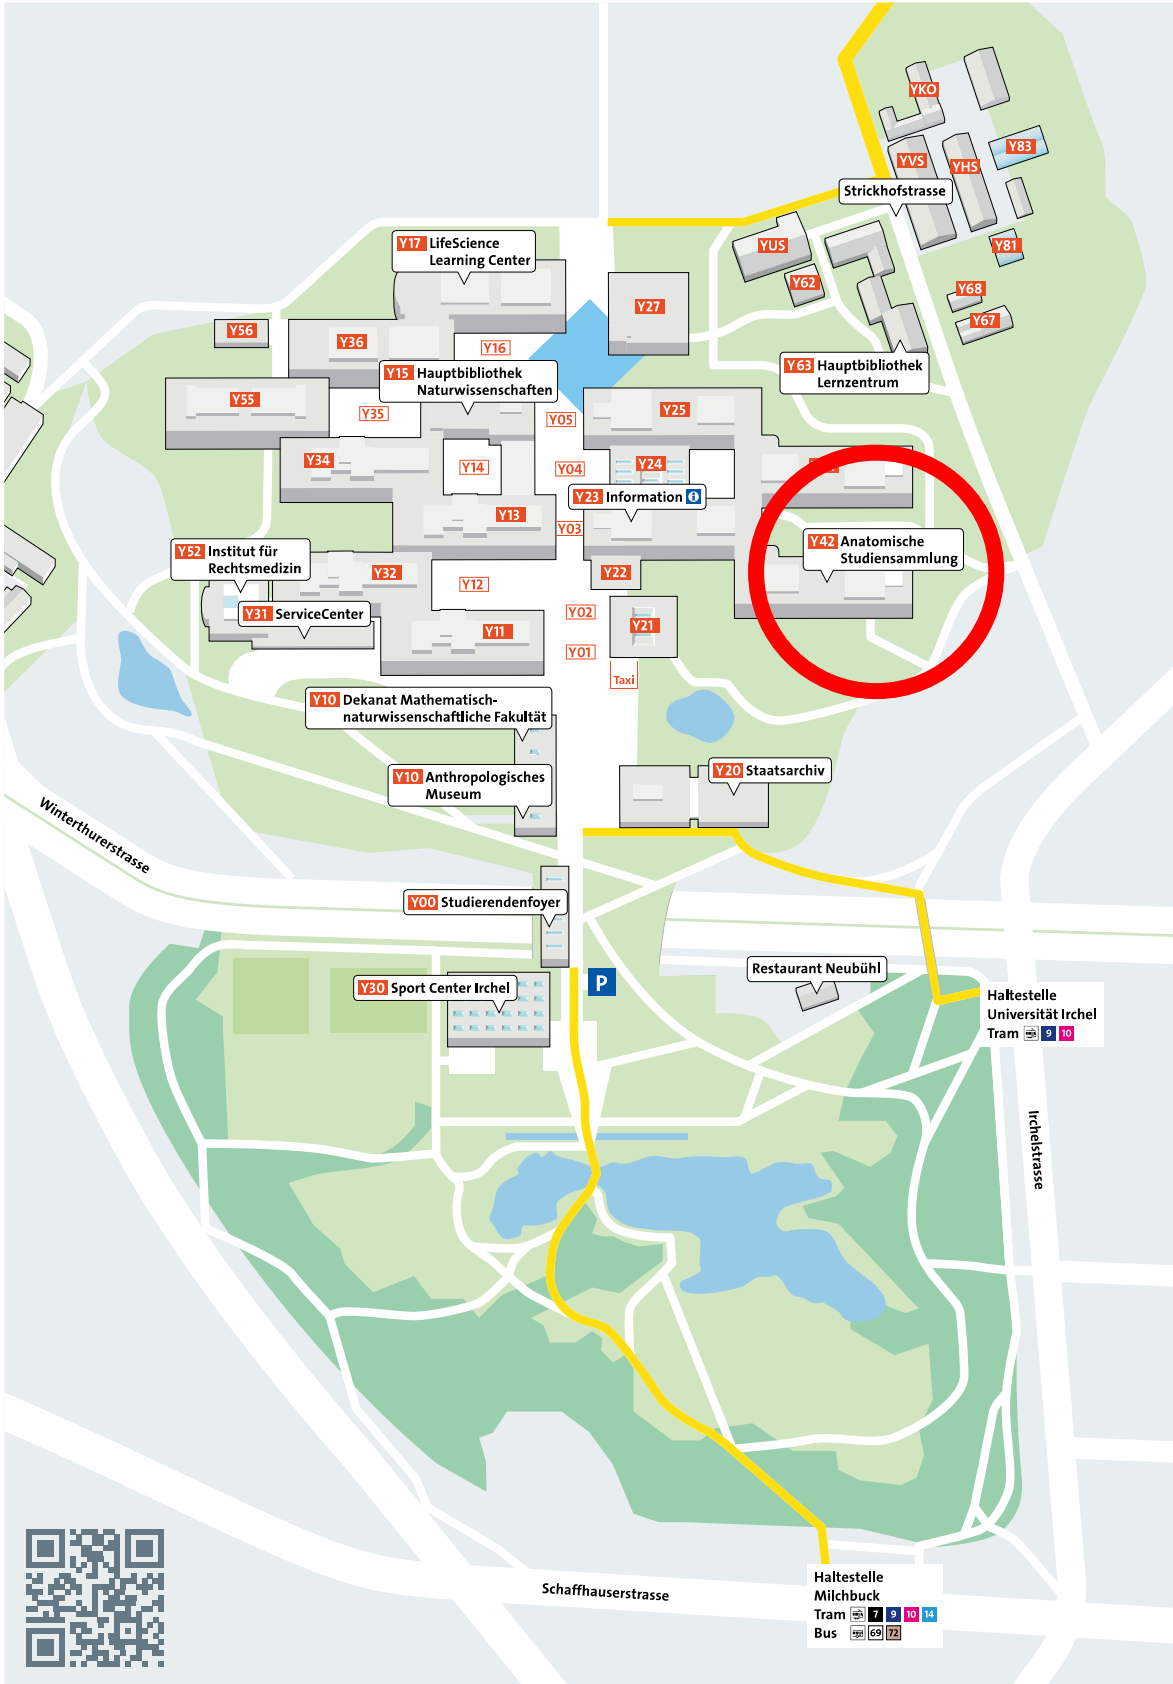 YKO
Y83
YVS
YHS
Strickhofstrasse
Y81
YUS
Y62
Y68
Y67
Y17 LifeScience
Learning Center
Y27
Y56
Y36
Y16
Y63 Hauptbibliothek
Lernzentrum
Y15 Hauptbibliothek
Naturwissenschaften
Y55
Y35
Y05
Y25
Y34
Y14
Y04
Y24
Y23 Information i
Y13
Y03
Y42 Anatomische
Studiensammlung
Y52 Institut für
Rechtsmedizin
Y32
Y12
Y22
Y31 ServiceCenter
Y11
Y02
Y21
Y01
Taxi
Y10 Dekanat Mathematisch-
naturwissenschaftliche Fakultät
Y10 Anthropologisches
Museum
Y20 Staatsarchiv
Winterthurerstrasse
Y00 Studierendenfoyer
Restaurant Neubühl
P
Y30 Sport Center Irchel
Haltestelle
Universität Irchel
Tram 9 10
Irchelstrasse
Schaffhauserstrasse
Haltestelle
Milchbuck
Tram 7 9 10 14
Bus 69 72